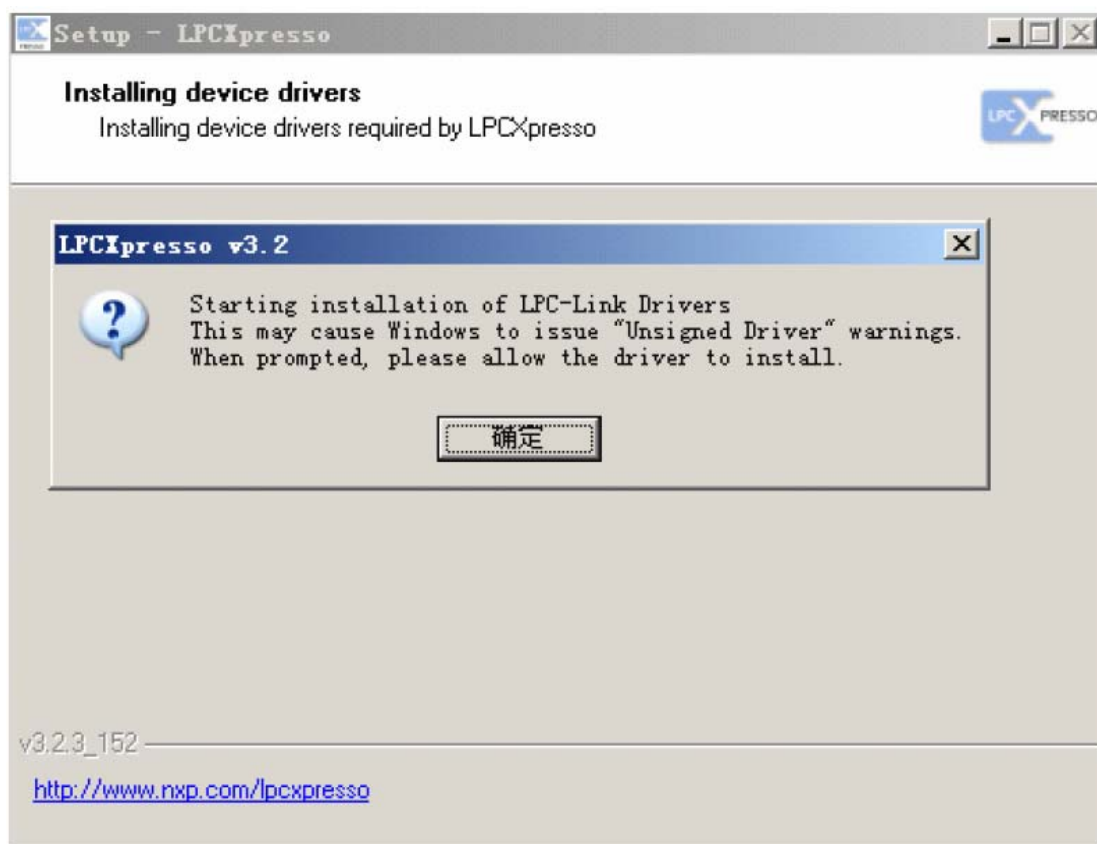 Setup - LPCXpresso
Installing device drivers
Installing device drivers required by LPCXpresso
LPC XPRESSO
LPCXpresso v3.2
Starting installation of LPC-Link Drivers
This may cause Windows to issue "Unsigned Driver" warnings.
When prompted, please allow the driver to install.
确定
v3.2.3_152
http://www.nxp.com/lpcxpresso